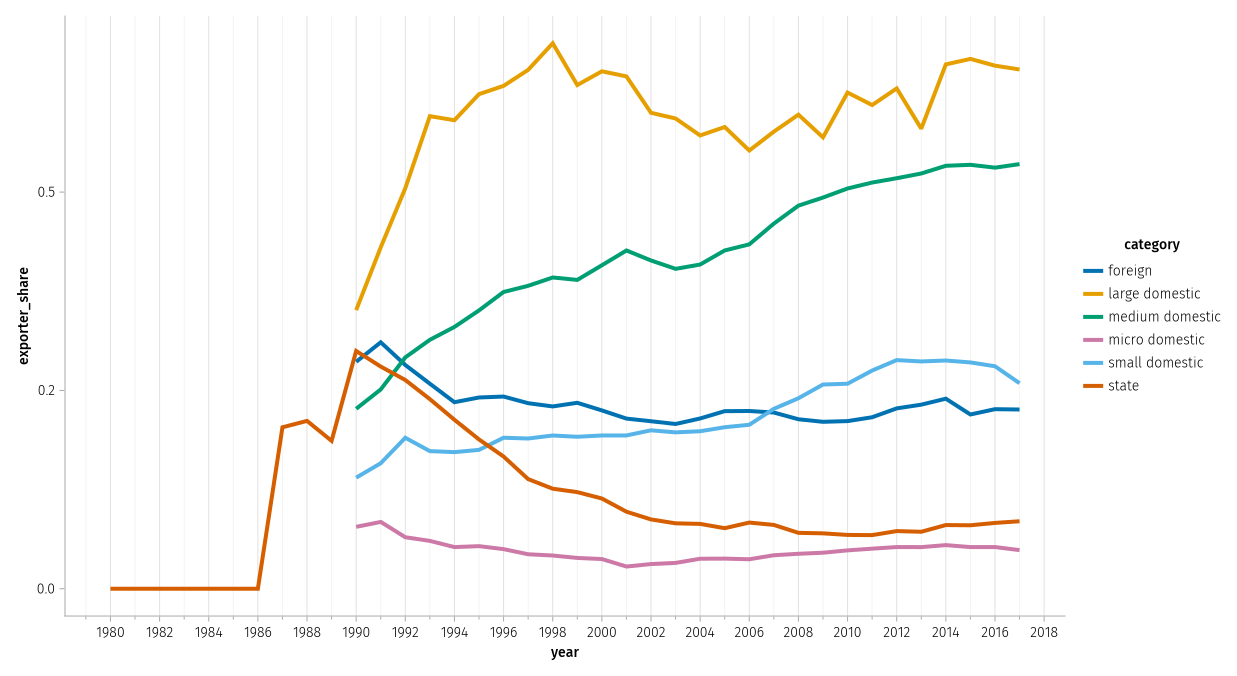 exporter_share
0.5
0.2
0.0
1980 1982 1984 1986 1988 1990 1992 1994 1996 1998 2000 2002 2004 2006 2008 2010 2012 2014 2016 2018
year
category
foreign
large domestic
medium domestic
micro domestic
small domestic
state